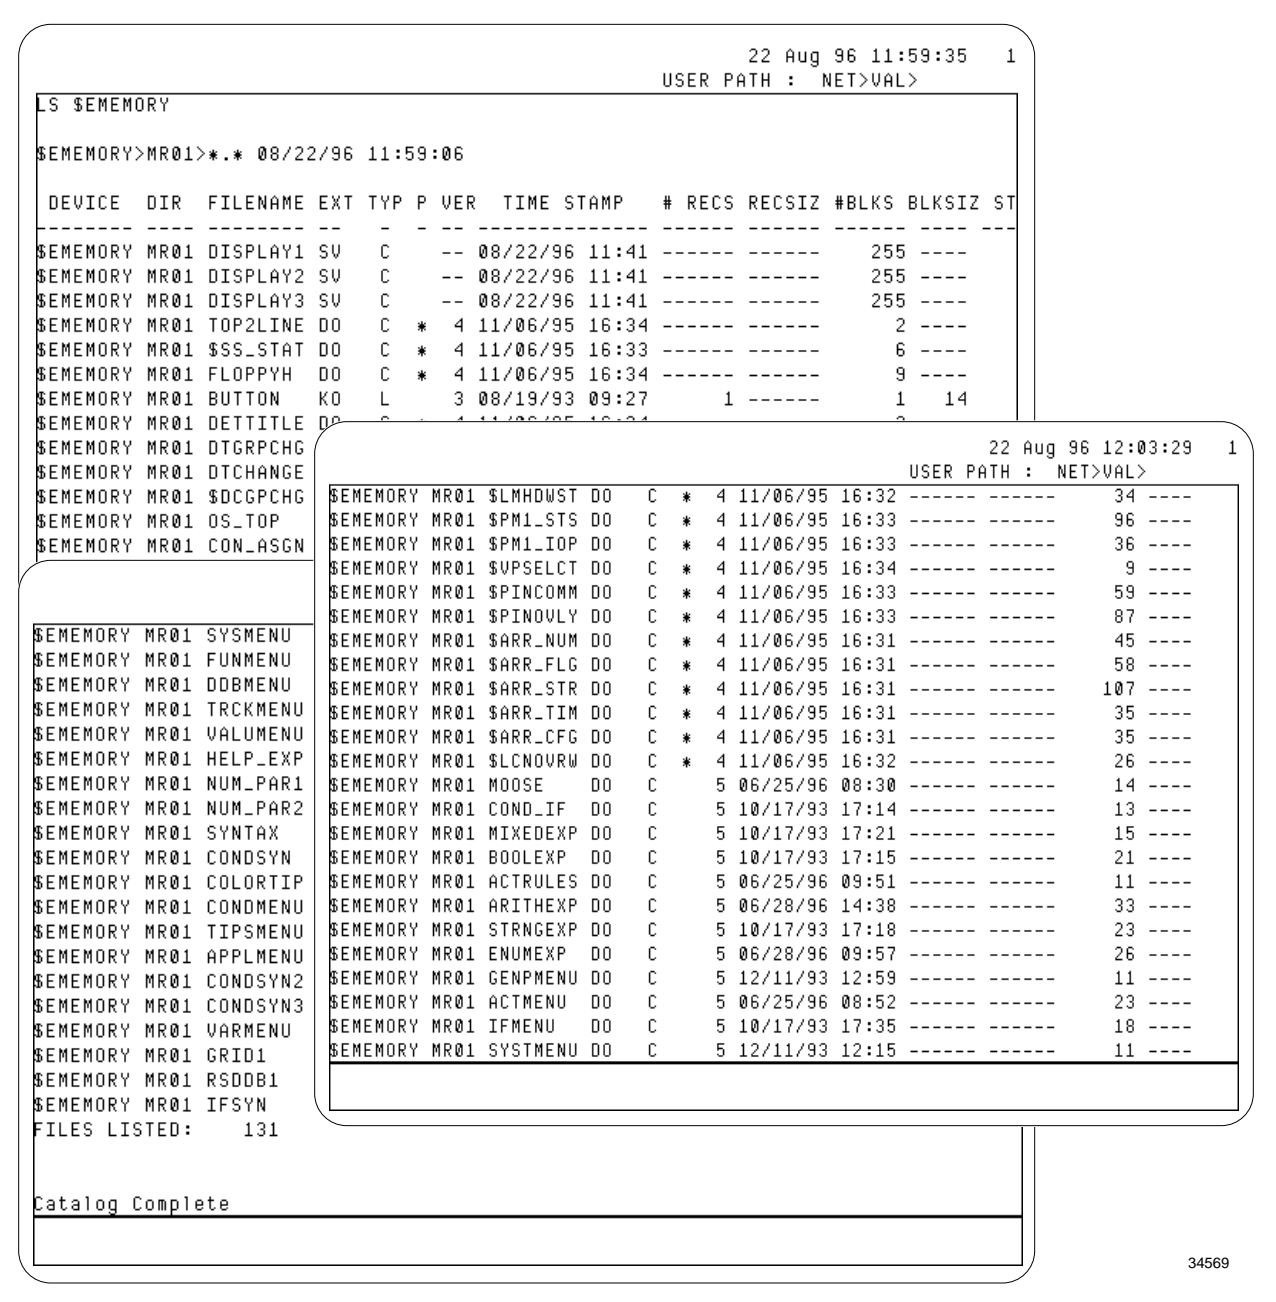 22 Aug 96 11:59:35 1
USER PATH : NET>VAL>
LS $EMEMORY
$EMEMORY>MR01>*.* 08/22/96 11:59:06
DEVICE DIR FILENAME EXT TYP P VER TIME STAMP # RECS RECSIZ #BLKS BLKSIZ ST
-------- ---- -------- -- - - -- -------------- ------ ------ ------ ---- ---
$EMEMORY MR01 DISPLAY1 SV C -- 08/22/96 11:41 ------ ------ 255 ----
$EMEMORY MR01 DISPLAY2 SV C -- 08/22/96 11:41 ------ ------ 255 ----
$EMEMORY MR01 DISPLAY3 SV C -- 08/22/96 11:41 ------ ------ 255 ----
$EMEMORY MR01 TOP2LINE DO C * 4 11/06/95 16:34 ------ ------ 2 ----
$EMEMORY MR01 $SS_STAT DO C * 4 11/06/95 16:33 ------ ------ 6 ----
$EMEMORY MR01 FLOPPYH DO C * 4 11/06/95 16:34 ------ ------ 9 ----
$EMEMORY MR01 BUTTON KO L 3 08/19/93 09:27 1 ------ 1 14
$EMEMORY MR01 DETTITLE
$EMEMORY MR01 DTGRPCHG
$EMEMORY MR01 DTCHANGE
$EMEMORY MR01 $DCGPCHG
$EMEMORY MR01 OS_TOP
$EMEMORY MR01 CON_ASGN
22 Aug 96 12:03:29 1
USER PATH : NET>VAL>
$EMEMORY MR01 $LMHDWST DO C * 4 11/06/95 16:32 ------ ------ 34 ----
$EMEMORY MR01 $PM1_STS DO C * 4 11/06/95 16:33 ------ ------ 96 ----
$EMEMORY MR01 $PM1_IOP DO C * 4 11/06/95 16:33 ------ ------ 36 ----
$EMEMORY MR01 $VPSELCT DO C * 4 11/06/95 16:34 ------ ------ 9 ----
$EMEMORY MR01 $PINCOMM DO C * 4 11/06/95 16:33 ------ ------ 59 ----
$EMEMORY MR01 $PINOVLY DO C * 4 11/06/95 16:33 ------ ------ 87 ----
$EMEMORY MR01 $ARR_NUM DO C * 4 11/06/95 16:31 ------ ------ 45 ----
$EMEMORY MR01 $ARR_FLG DO C * 4 11/06/95 16:31 ------ ------ 58 ----
$EMEMORY MR01 $ARR_STR DO C * 4 11/06/95 16:31 ------ ------ 107 ----
$EMEMORY MR01 $ARR_TIM DO C * 4 11/06/95 16:31 ------ ------ 35 ----
$EMEMORY MR01 $ARR_CFG DO C * 4 11/06/95 16:31 ------ ------ 35 ----
$EMEMORY MR01 $LCNOVRW DO C * 4 11/06/95 16:32 ------ ------ 26 ----
$EMEMORY MR01 MOOSE DO C 5 06/25/96 08:30 ------ ------ 14 ----
$EMEMORY MR01 COND_IF DO C 5 10/17/93 17:14 ------ ------ 13 ----
$EMEMORY MR01 MIXEDEXP DO C 5 10/17/93 17:21 ------ ------ 15 ----
$EMEMORY MR01 BOOLEXP DO C 5 10/17/93 17:15 ------ ------ 21 ----
$EMEMORY MR01 ACTRULES DO C 5 06/25/96 09:51 ------ ------ 11 ----
$EMEMORY MR01 ARITHEXP DO C 5 06/28/96 14:38 ------ ------ 33 ----
$EMEMORY MR01 STRNGEXP DO C 5 10/17/93 17:18 ------ ------ 23 ----
$EMEMORY MR01 ENUMEXP DO C 5 06/28/96 09:57 ------ ------ 26 ----
$EMEMORY MR01 GENPMENU DO C 5 12/11/93 12:59 ------ ------ 11 ----
$EMEMORY MR01 ACTMENU DO C 5 06/25/96 08:52 ------ ------ 23 ----
$EMEMORY MR01 IFMENU DO C 5 10/17/93 17:35 ------ ------ 18 ----
$EMEMORY MR01 SYSTMENU DO C 5 12/11/93 12:15 ------ ------ 11 ----
$EMEMORY MR01 SYSMENU
$EMEMORY MR01 FUNMENU
$EMEMORY MR01 DDBMENU
$EMEMORY MR01 TRCKMENU
$EMEMORY MR01 VALUMENU
$EMEMORY MR01 HELP_EXP
$EMEMORY MR01 NUM_PAR1
$EMEMORY MR01 NUM_PAR2
$EMEMORY MR01 SYNTAX
$EMEMORY MR01 CONDSYN
$EMEMORY MR01 COLORTIP
$EMEMORY MR01 CONDMENU
$EMEMORY MR01 TIPSMENU
$EMEMORY MR01 APPLMENU
$EMEMORY MR01 CONDSYN2
$EMEMORY MR01 CONDSYN3
$EMEMORY MR01 VARMENU
$EMEMORY MR01 GRID1
$EMEMORY MR01 RSDDB1
$EMEMORY MR01 IFSYN
FILES LISTED: 131
Catalog Complete
34569